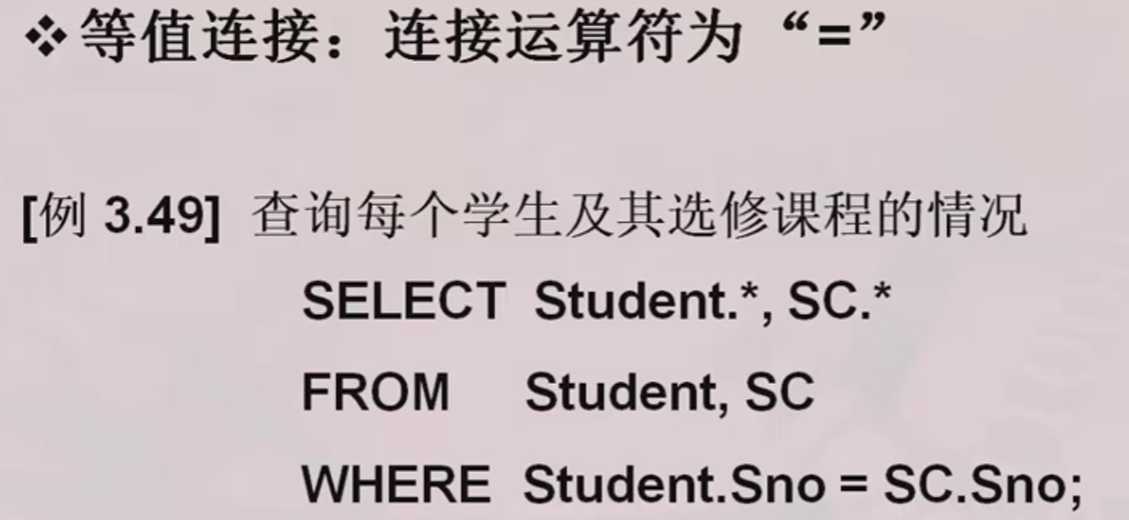 ❖等值连接：连接运算符为“=”
[例 3.49] 查询每个学生及其选修课程的情况
SELECT Student.*, SC.*
FROM Student, SC
WHERE Student.Sno = SC.Sno;